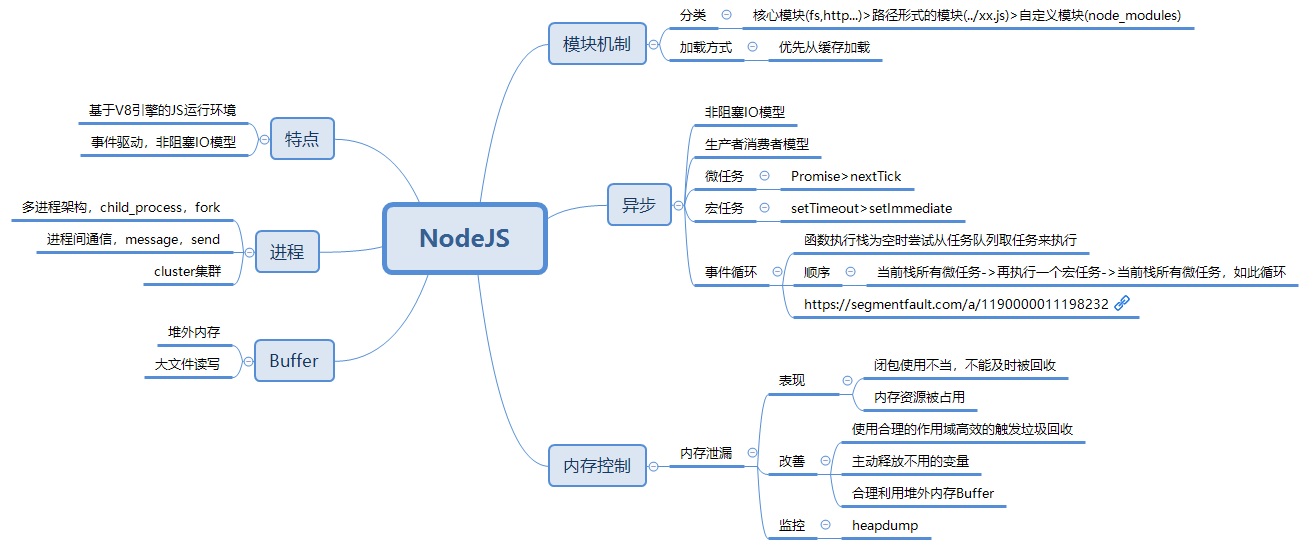 NodeJS
模块机制
分类
核心模块(fs,http...)>路径形式的模块(../xx.js)>自定义模块(node_modules)
加载方式
优先从缓存加载
异步
非阻塞IO模型
生产者消费者模型
微任务
Promise>nextTick
宏任务
setTimeout>setImmediate
事件循环
函数执行栈为空时尝试从任务队列取任务来执行
顺序
当前栈所有微任务->再执行一个宏任务->当前栈所有微任务，如此循环
https://segmentfault.com/a/1190000011198232
内存控制
内存泄漏
表现
闭包使用不当，不能及时被回收
内存资源被占用
改善
使用合理的作用域高效的触发垃圾回收
主动释放不用的变量
合理利用堆外内存Buffer
监控
heapdump
特点
基于V8引擎的JS运行环境
事件驱动，非阻塞IO模型
进程
多进程架构，child_process，fork
进程间通信，message，send
cluster集群
Buffer
堆外内存
大文件读写